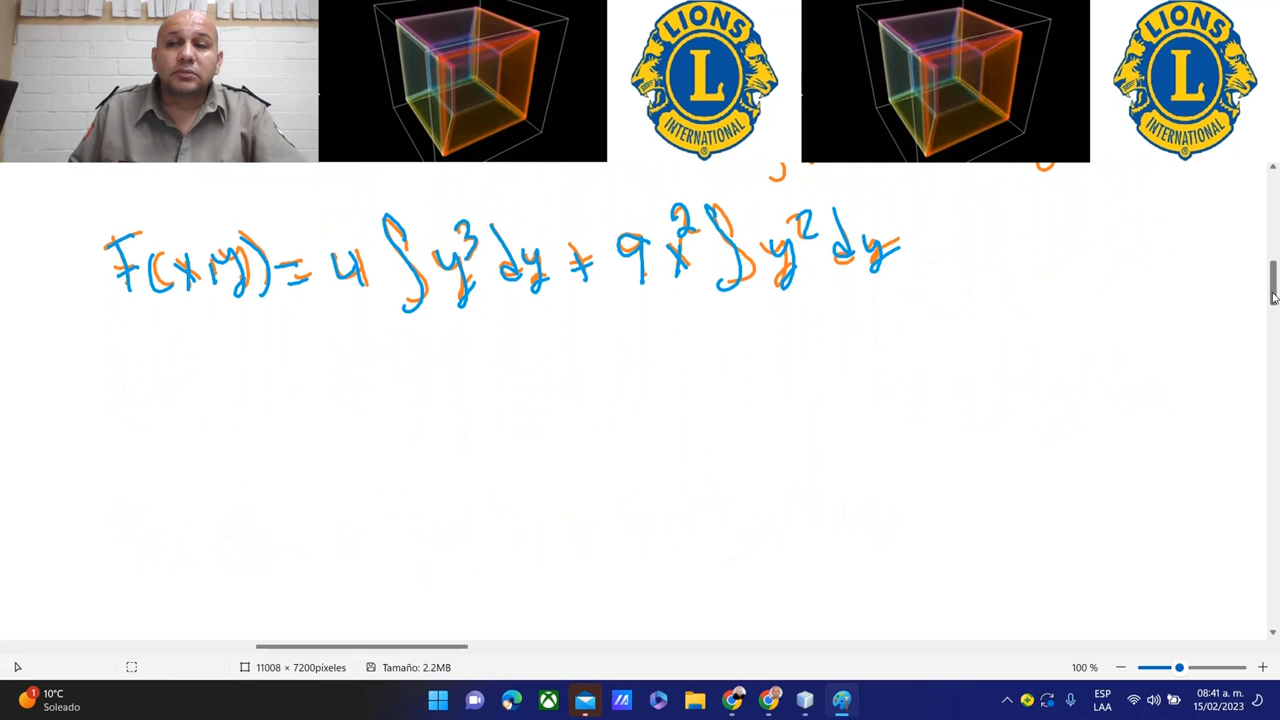 LIONS
L
INTERNATIONAL
LIONS
L
INTERNATIONAL
F(x,y) = 4 ∫ y³ dy + 9x² ∫ y² dy
11008 × 7200píxeles
Tamaño: 2.2MB
100 %
1
10°C
Soleado
ESP
LAA
08:41 a. m.
15/02/2023